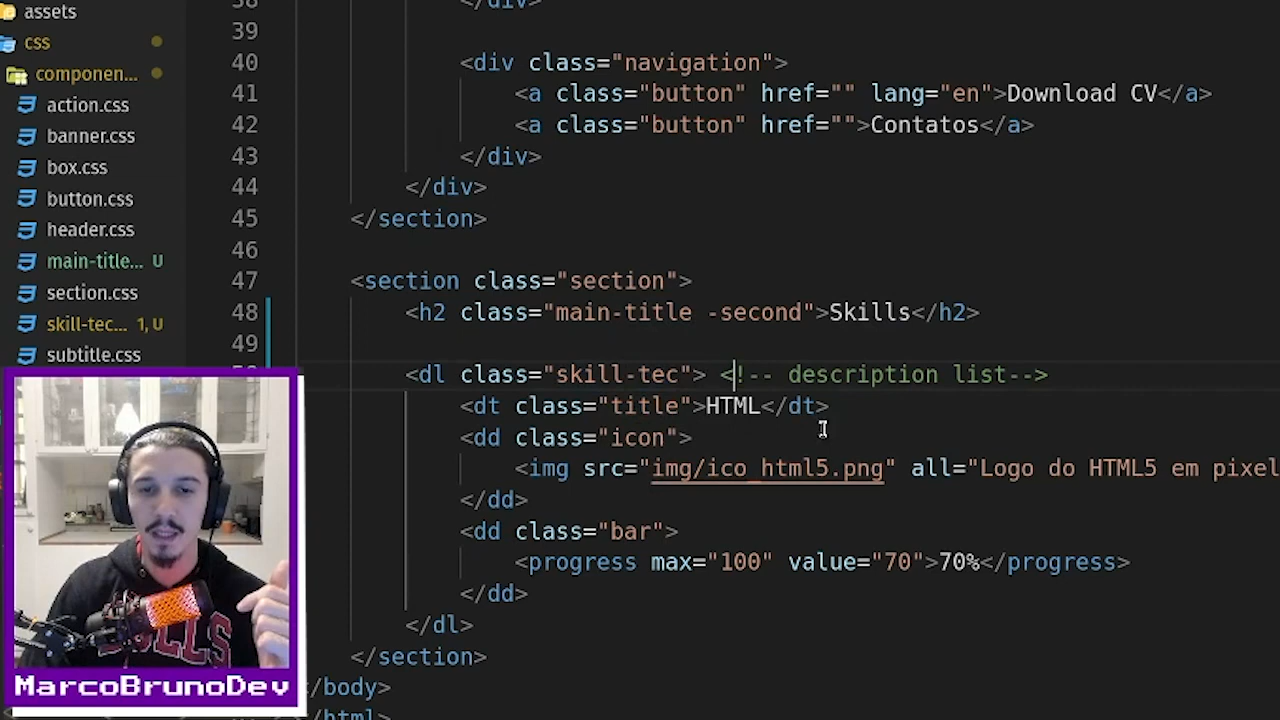 assets
css
componen...
action.css
banner.css
box.css
button.css
header.css
main-title... U
section.css
skill-tec... 1, U
subtitle.css
38 </div>
39
40 <div class="navigation">
41 <a class="button" href="" lang="en">Download CV</a>
42 <a class="button" href="">Contatos</a>
43 </div>
44 </div>
45 </section>
46
47 <section class="section">
48 <h2 class="main-title -second">Skills</h2>
49
<dl class="skill-tec"> <!-- description list-->
<dt class="title">HTML</dt>
<dd class="icon">
<img src="img/ico_html5.png" all="Logo do HTML5 em pixel
</dd>
<dd class="bar">
<progress max="100" value="70">70%</progress>
</dd>
</dl>
</section>
/body>
/html>
BULLS
MarcoBrunoDev